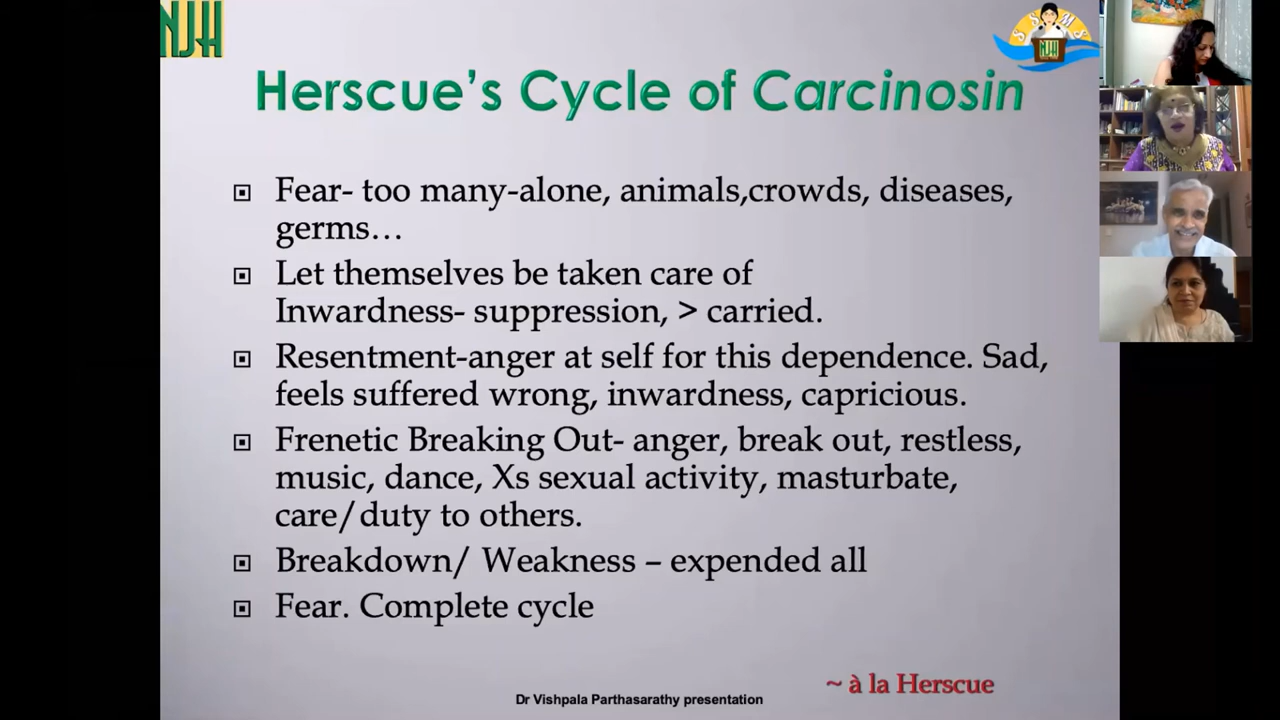 NJH
S S M S
NJH
Herscue's Cycle of Carcinosin
Fear- too many-alone, animals,crowds, diseases,
germs…
Let themselves be taken care of
Inwardness- suppression, > carried.
Resentment-anger at self for this dependence. Sad,
feels suffered wrong, inwardness, capricious.
Frenetic Breaking Out- anger, break out, restless,
music, dance, Xs sexual activity, masturbate,
care/duty to others.
Breakdown/ Weakness – expended all
Fear. Complete cycle
~ à la Herscue
Dr Vishpala Parthasarathy presentation